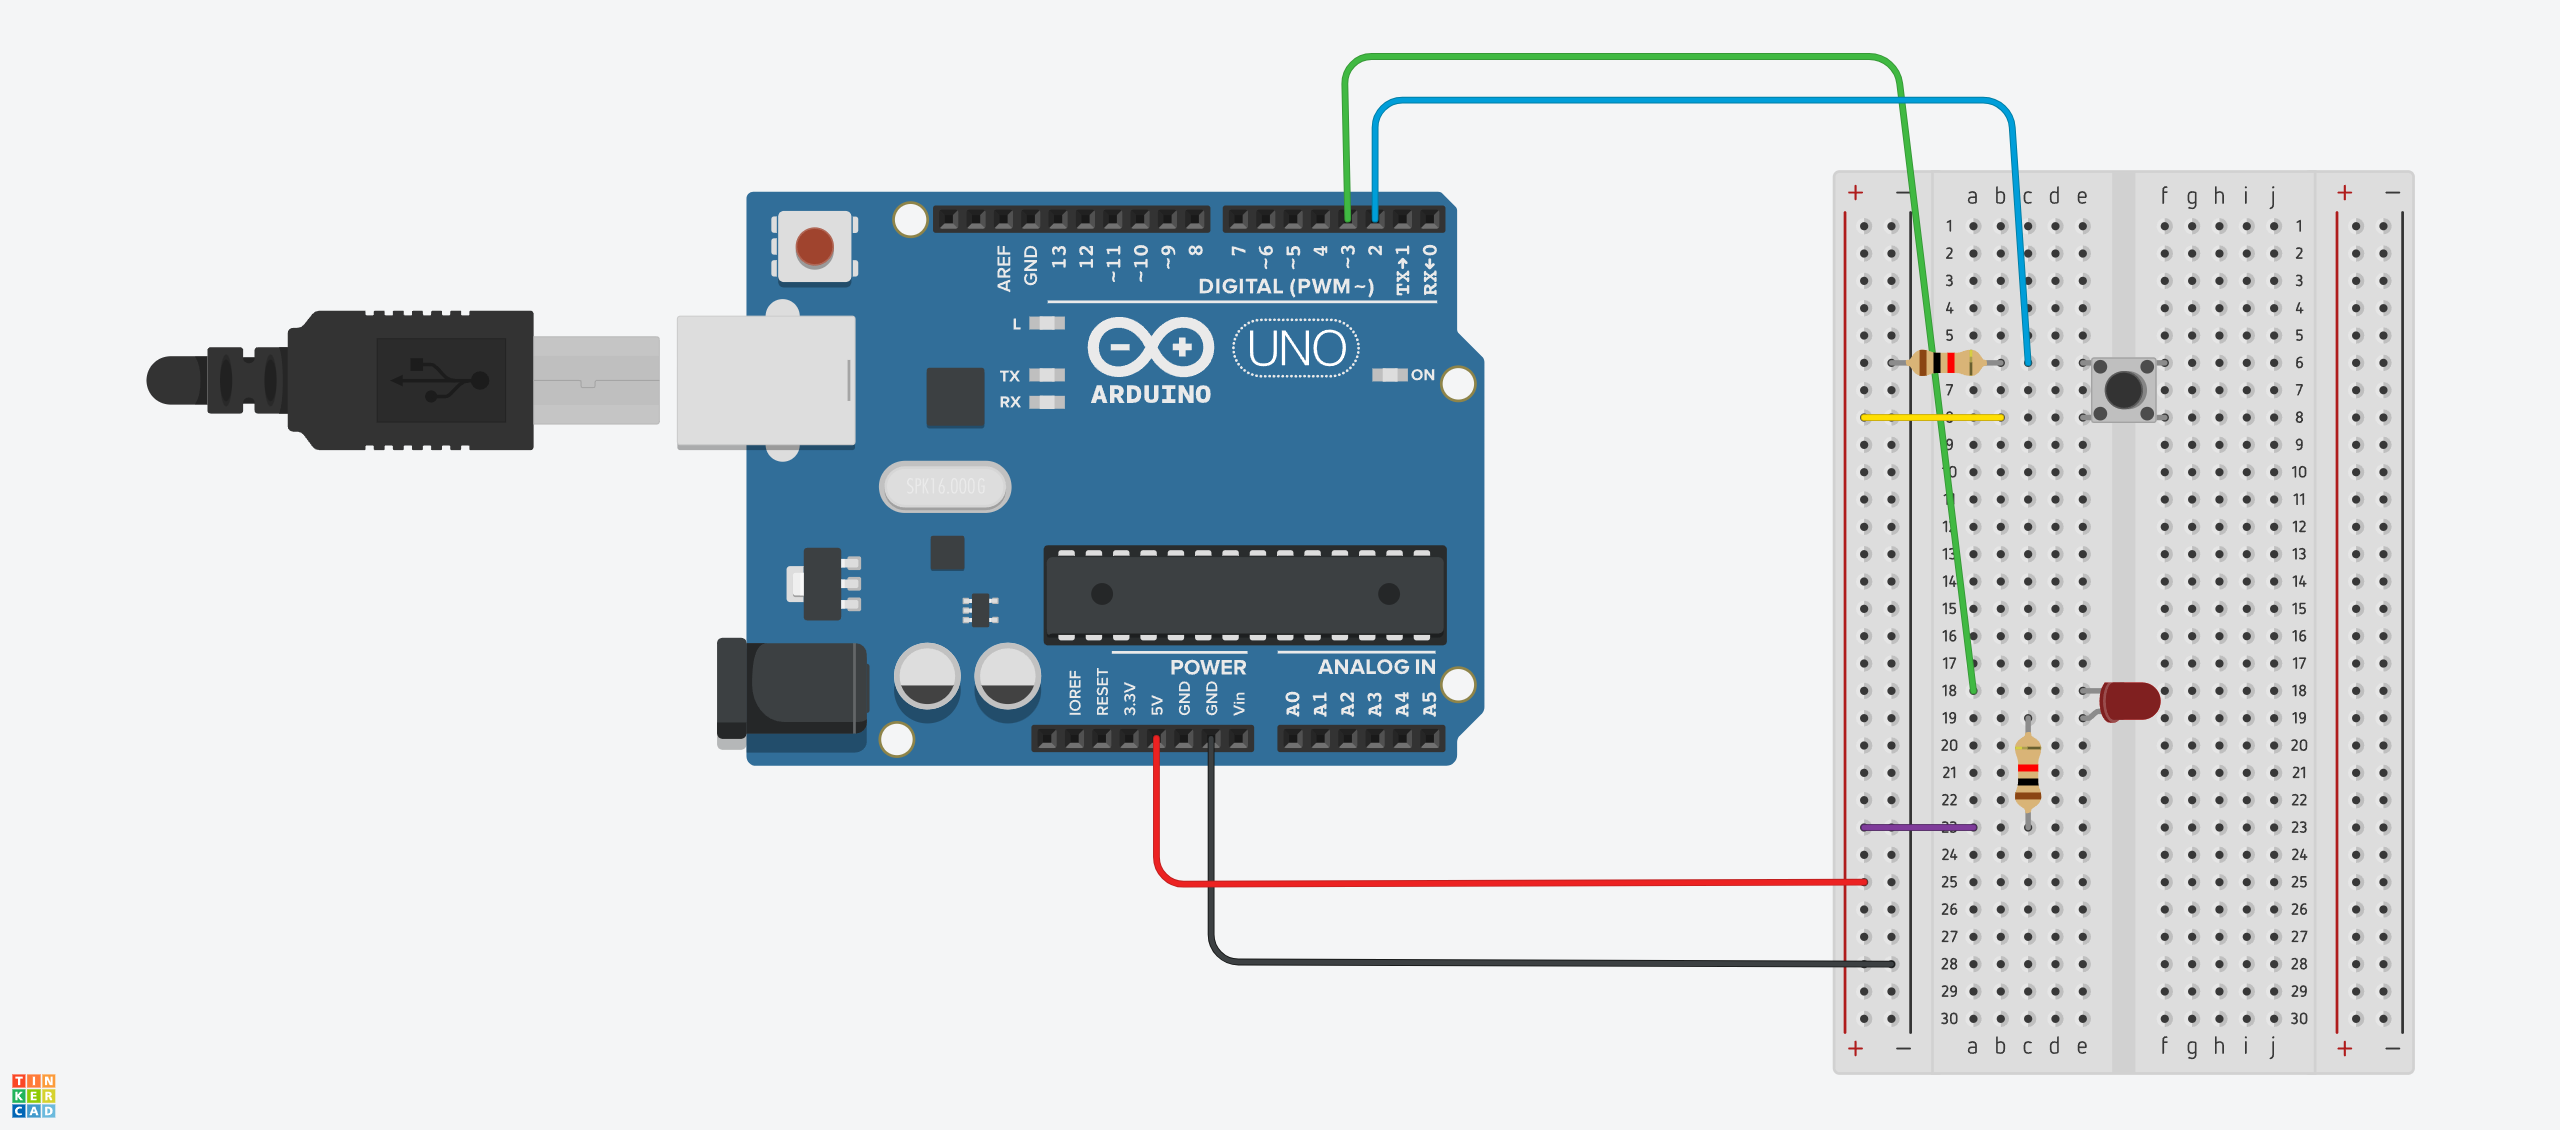 + − a b c d e f g h i j + −
AREF GND 13 12 ~11 ~10 ~9 8 7 ~6 ~5 4 ~3 2 TX→1 RX←0
DIGITAL (PWM~)
L
TX
RX
UNO
ARDUINO
ON
SPK16.000G
POWER
ANALOG IN
IOREF RESET 3.3V 5V GND GND Vin A0 A1 A2 A3 A4 A5
1 1
2 2
3 3
4 4
5 5
6
7 7
8
9 9
10 10
11
12
13 13
14 14
15 15
16 16
17 17
18 18
19 19
20 20
21 21
22 22
23 23
24 24
25 25
26 26
27 27
28 28
29 29
30 30
+ − a b c d e f g h i j + −
TIN
KER
CAD